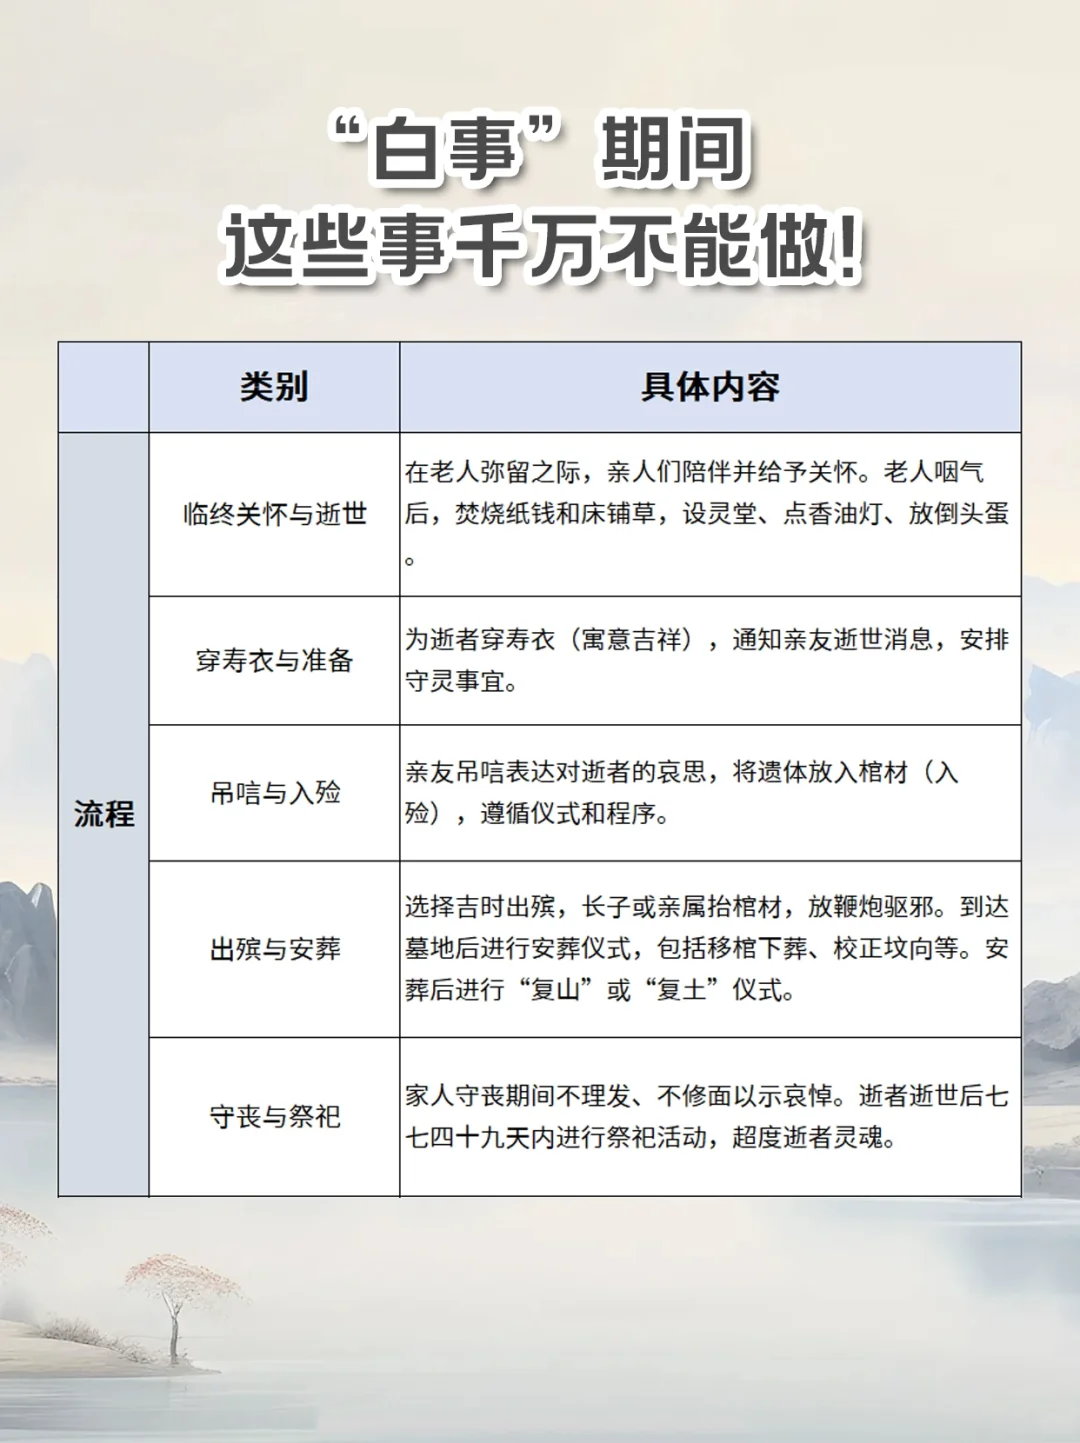 “白事”期间
这些事千万不能做！
类别
具体内容
流程
临终关怀与逝世
在老人弥留之际，亲人们陪伴并给予关怀。老人咽气
后，焚烧纸钱和床铺草，设灵堂、点香油灯、放倒头蛋
。
穿寿衣与准备
为逝者穿寿衣（寓意吉祥），通知亲友逝世消息，安排
守灵事宜。
吊唁与入殓
亲友吊唁表达对逝者的哀思，将遗体放入棺材（入
殓），遵循仪式和程序。
出殡与安葬
选择吉时出殡，长子或亲属抬棺材，放鞭炮驱邪。到达
墓地后进行安葬仪式，包括移棺下葬、校正坟向等。安
葬后进行“复山”或“复土”仪式。
守丧与祭祀
家人守丧期间不理发、不修面以示哀悼。逝者逝世后七
七四十九天内进行祭祀活动，超度逝者灵魂。